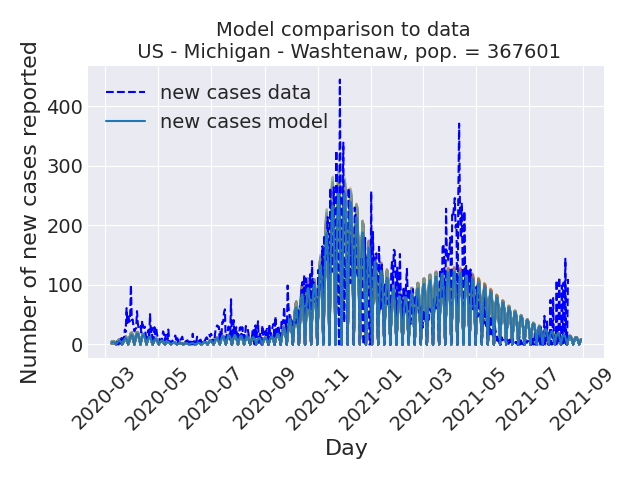 Model comparison to data
US - Michigan - Washtenaw, pop. = 367601
Number of new cases reported
400
300
200
100
0
new cases data
new cases model
2020-03
2020-05
2020-07
2020-09
2020-11
2021-01
2021-03
2021-05
2021-07
2021-09
Day